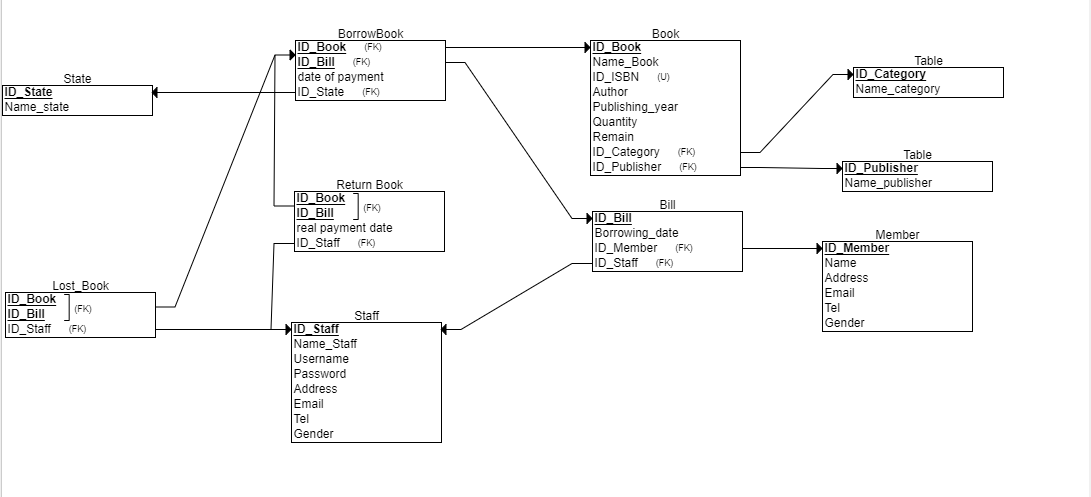 BorrowBook
ID_Book (FK)
ID_Bill (FK)
date of payment
ID_State (FK)
Book
ID_Book
Name_Book
ID_ISBN (U)
Author
Publishing_year
Quantity
Remain
ID_Category (FK)
ID_Publisher (FK)
Table
ID_Category
Name_category
State
ID_State
Name_state
Table
ID_Publisher
Name_publisher
Return Book
ID_Book
ID_Bill
(FK)
real payment date
ID_Staff (FK)
Bill
ID_Bill
Borrowing_date
ID_Member (FK)
ID_Staff (FK)
Member
ID_Member
Name
Address
Email
Tel
Gender
Lost_Book
ID_Book
ID_Bill
(FK)
ID_Staff (FK)
Staff
ID_Staff
Name_Staff
Username
Password
Address
Email
Tel
Gender